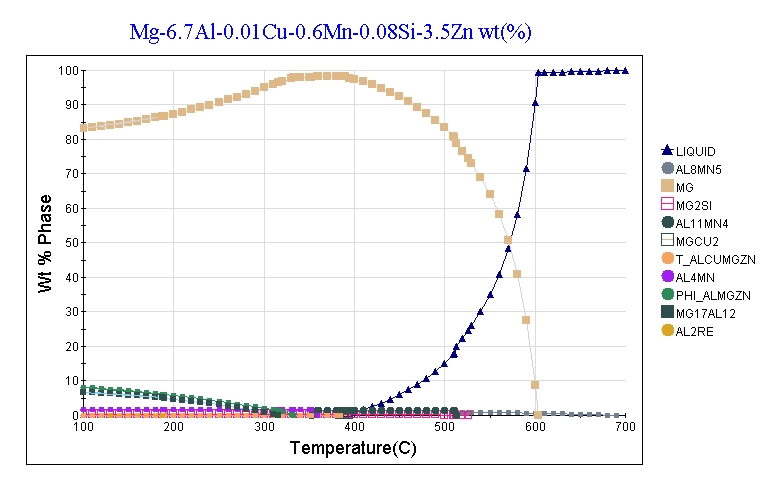 Mg-6.7Al-0.01Cu-0.6Mn-0.08Si-3.5Zn wt(%)
Wt % Phase
100
90
80
70
60
50
40
30
20
10
0
100 200 300 400 500 600 700
Temperature(C)
LIQUID
AL8MN5
MG
MG2SI
AL11MN4
MGCU2
T_ALCUMGZN
AL4MN
PHI_ALMGZN
MG17AL12
AL2RE